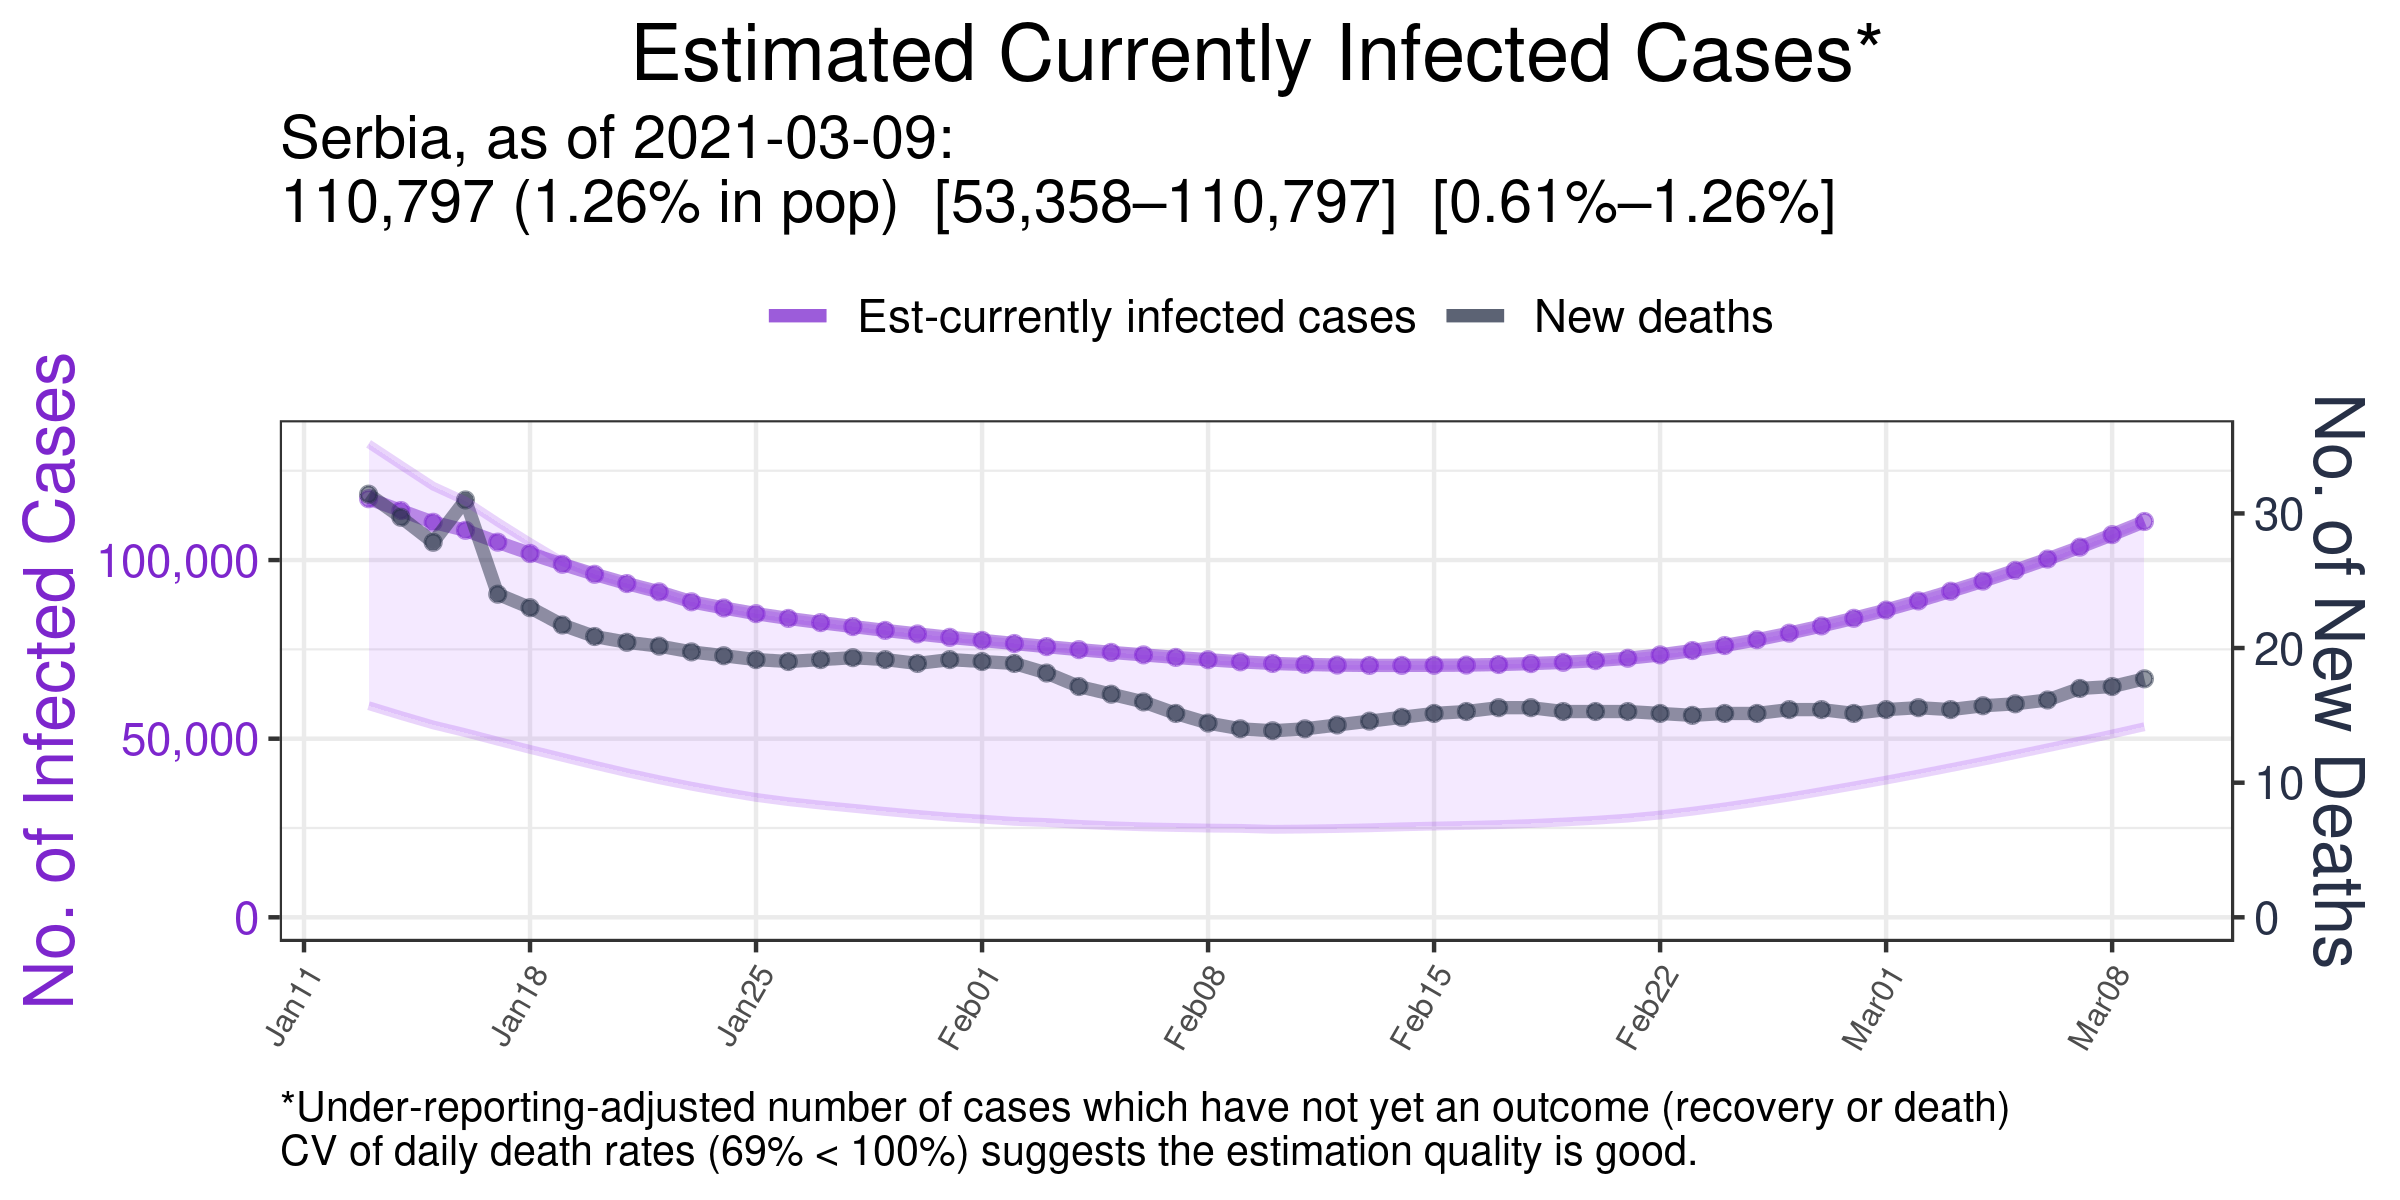 Estimated Currently Infected Cases*
Serbia, as of 2021-03-09:
110,797 (1.26% in pop) [53,358–110,797] [0.61%–1.26%]
Est-currently infected cases
New deaths
No. of Infected Cases
100,000
50,000
0
30
20
10
0
No. of New Deaths
Jan11
Jan18
Jan25
Feb01
Feb08
Feb15
Feb22
Mar01
Mar08
*Under-reporting-adjusted number of cases which have not yet an outcome (recovery or death)
CV of daily death rates (69% < 100%) suggests the estimation quality is good.